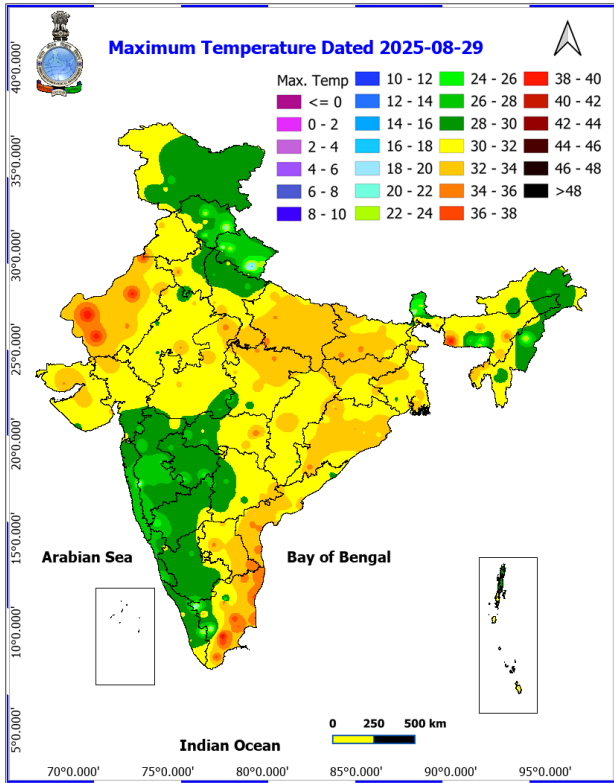 Maximum Temperature Dated 2025-08-29
Max. Temp
<= 0
0 - 2
2 - 4
4 - 6
6 - 8
8 - 10
10 - 12
12 - 14
14 - 16
16 - 18
18 - 20
20 - 22
22 - 24
24 - 26
26 - 28
28 - 30
30 - 32
32 - 34
34 - 36
36 - 38
38 - 40
40 - 42
42 - 44
44 - 46
46 - 48
>48
40°0.000'
35°0.000'
30°0.000'
25°0.000'
20°0.000'
15°0.000'
10°0.000'
5°0.000'
Arabian Sea
Bay of Bengal
Indian Ocean
0 250 500 km
70°0.000' 75°0.000' 80°0.000' 85°0.000' 90°0.000' 95°0.000'